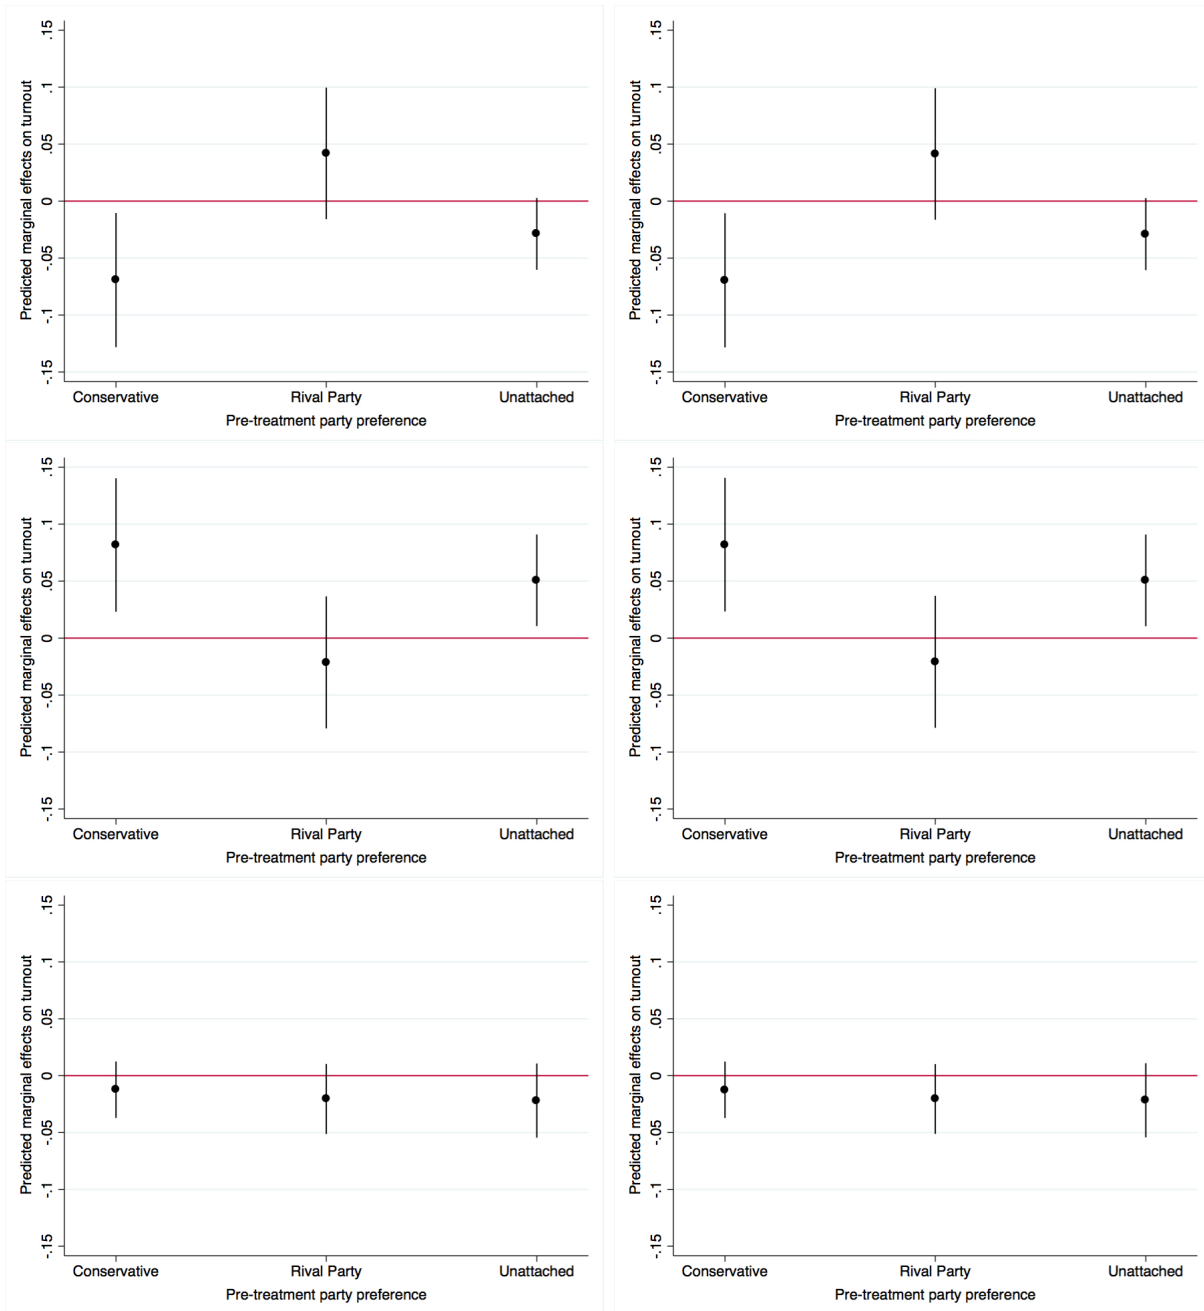 Predicted marginal effects on turnout
.15
.1
.05
0
-.05
-.1
-.15
Conservative Rival Party Unattached
Pre-treatment party preference
Predicted marginal effects on turnout
.15
.1
.05
0
-.05
-.1
-.15
Conservative Rival Party Unattached
Pre-treatment party preference
Predicted marginal effects on turnout
.15
.1
.05
0
-.05
-.1
-.15
Conservative Rival Party Unattached
Pre-treatment party preference
Predicted marginal effects on turnout
.15
.1
.05
0
-.05
-.1
-.15
Conservative Rival Party Unattached
Pre-treatment party preference
Predicted marginal effects on turnout
.15
.1
.05
0
-.05
-.1
-.15
Conservative Rival Party Unattached
Pre-treatment party preference
Predicted marginal effects on turnout
.15
.1
.05
0
-.05
-.1
-.15
Conservative Rival Party Unattached
Pre-treatment party preference